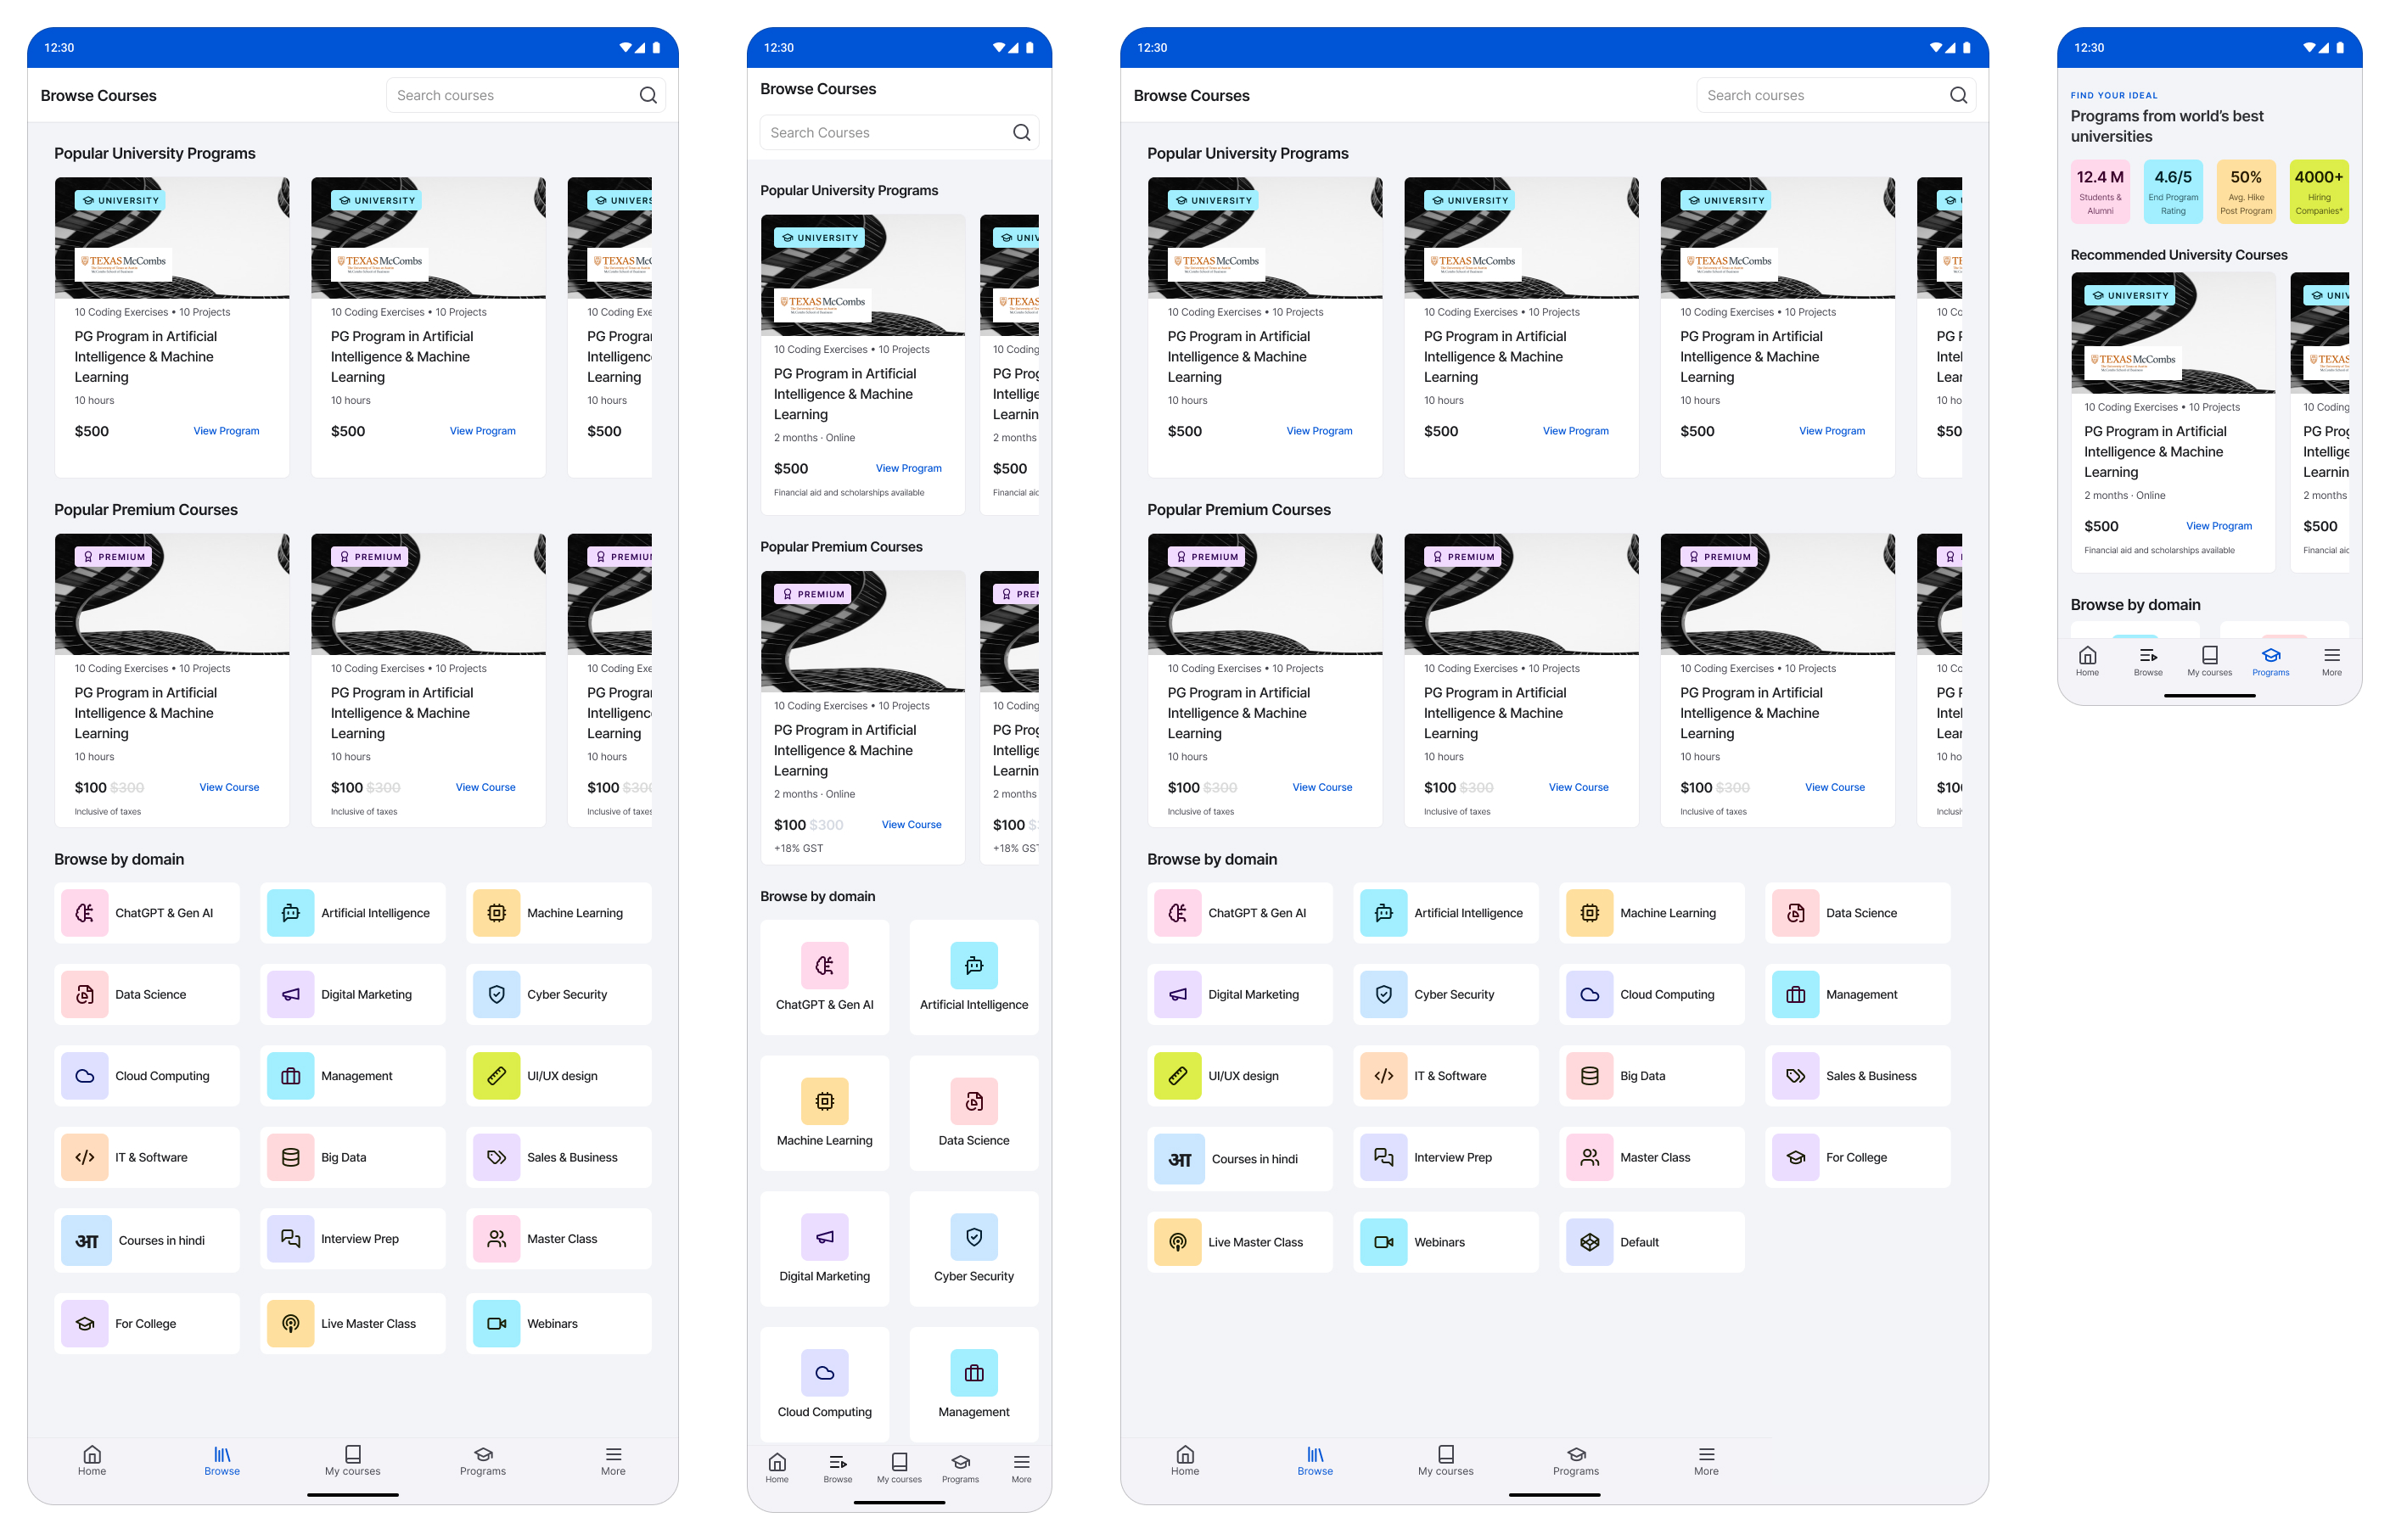 12:30
Browse Courses
Search courses
Popular University Programs
UNIVERSITY
TEXAS McCombs
10 Coding Exercises • 10 Projects
PG Program in Artificial
Intelligence & Machine
Learning
10 hours
$500
View Program
UNIVERSITY
TEXAS McCombs
10 Coding Exercises • 10 Projects
PG Program in Artificial
Intelligence & Machine
Learning
10 hours
$500
View Program
UNIVERS
TEXAS
10 Coding Exe
PG Progra
Intelligenc
Learning
10 hours
$500
Popular Premium Courses
PREMIUM
10 Coding Exercises • 10 Projects
PG Program in Artificial
Intelligence & Machine
Learning
10 hours
$100 $300
View Course
Inclusive of taxes
PREMIUM
10 Coding Exercises • 10 Projects
PG Program in Artificial
Intelligence & Machine
Learning
10 hours
$100 $300
View Course
Inclusive of taxes
PREMIU
10 Coding Exe
PG Progra
Intelligenc
Learning
10 hours
$100 $300
Inclusive of taxes
Browse by domain
ChatGPT & Gen AI
Artificial Intelligence
Machine Learning
Data Science
Digital Marketing
Cyber Security
Cloud Computing
Management
UI/UX design
IT & Software
Big Data
Sales & Business
आ
Courses in hindi
Interview Prep
Master Class
For College
Live Master Class
Webinars
Home
Browse
My courses
Programs
More
12:30
Browse Courses
Search Courses
Popular University Programs
UNIVERSITY
TEXAS McCombs
10 Coding Exercises • 10 Projects
PG Program in Artificial
Intelligence & Machine
Learning
2 months · Online
$500
View Program
Financial aid and scholarships available
UNIV
TEXAS
10 Coding
PG Prog
Intellige
Learnin
2 months
$500
Financial aid
Popular Premium Courses
PREMIUM
10 Coding Exercises • 10 Projects
PG Program in Artificial
Intelligence & Machine
Learning
2 months · Online
$100 $300
View Course
+18% GST
PREM
10 Coding
PG Prog
Intellige
Learnin
2 months
$100 $
+18% GST
Browse by domain
ChatGPT & Gen AI
Artificial Intelligence
Machine Learning
Data Science
Digital Marketing
Cyber Security
Cloud Computing
Management
Home
Browse
My courses
Programs
More
12:30
Browse Courses
Search courses
Popular University Programs
UNIVERSITY
TEXAS McCombs
10 Coding Exercises • 10 Projects
PG Program in Artificial
Intelligence & Machine
Learning
10 hours
$500
View Program
UNIVERSITY
TEXAS McCombs
10 Coding Exercises • 10 Projects
PG Program in Artificial
Intelligence & Machine
Learning
10 hours
$500
View Program
UNIVERSITY
TEXAS McCombs
10 Coding Exercises • 10 Projects
PG Program in Artificial
Intelligence & Machine
Learning
10 hours
$500
View Program
10 Co
PG P
Intel
Lear
10 ho
$50
Popular Premium Courses
PREMIUM
10 Coding Exercises • 10 Projects
PG Program in Artificial
Intelligence & Machine
Learning
10 hours
$100 $300
View Course
Inclusive of taxes
PREMIUM
10 Coding Exercises • 10 Projects
PG Program in Artificial
Intelligence & Machine
Learning
10 hours
$100 $300
View Course
Inclusive of taxes
PREMIUM
10 Coding Exercises • 10 Projects
PG Program in Artificial
Intelligence & Machine
Learning
10 hours
$100 $300
View Course
Inclusive of taxes
10 Co
PG P
Intel
Lear
10 ho
$100
Inclusi
Browse by domain
ChatGPT & Gen AI
Artificial Intelligence
Machine Learning
Data Science
Digital Marketing
Cyber Security
Cloud Computing
Management
UI/UX design
IT & Software
Big Data
Sales & Business
आ
Courses in hindi
Interview Prep
Master Class
For College
Live Master Class
Webinars
Default
Home
Browse
My courses
Programs
More
12:30
FIND YOUR IDEAL
Programs from world’s best
universities
12.4 M
Students &
Alumni
4.6/5
End Program
Rating
50%
Avg. Hike
Post Program
4000+
Hiring
Companies*
Recommended University Courses
UNIVERSITY
TEXAS McCombs
10 Coding Exercises • 10 Projects
PG Program in Artificial
Intelligence & Machine
Learning
2 months · Online
$500
View Program
Financial aid and scholarships available
UNIV
TEXAS
10 Coding
PG Prog
Intellige
Learnin
2 months
$500
Financial aid
Browse by domain
Home
Browse
My courses
Programs
More